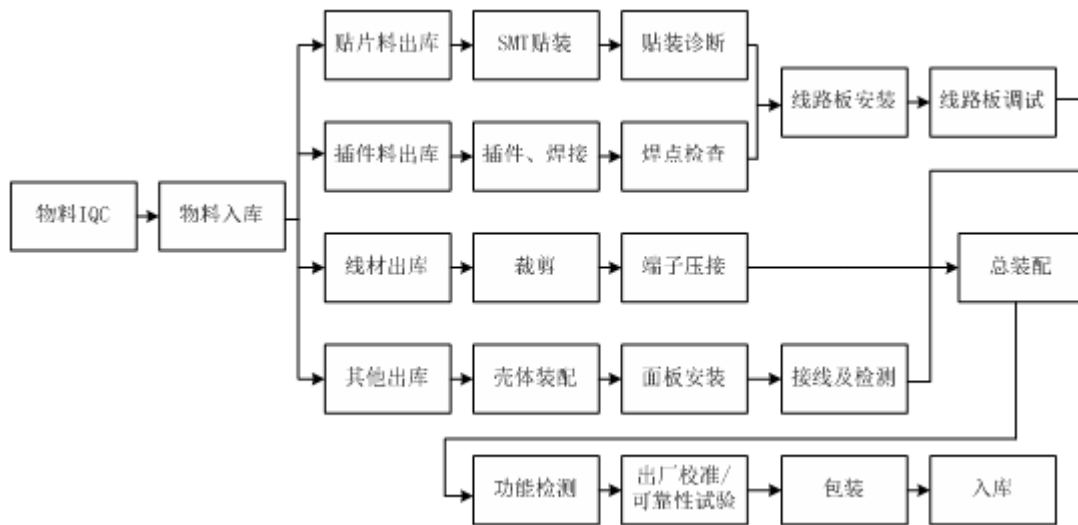 贴片料出库
SMT贴装
贴装诊断
线路板安装
线路板调试
插件料出库
插件、焊接
焊点检查
物料IQC
物料入库
线材出库
裁剪
端子压接
总装配
其他出库
壳体装配
面板安装
接线及检测
功能检测
出厂校准/
可靠性试验
包装
入库